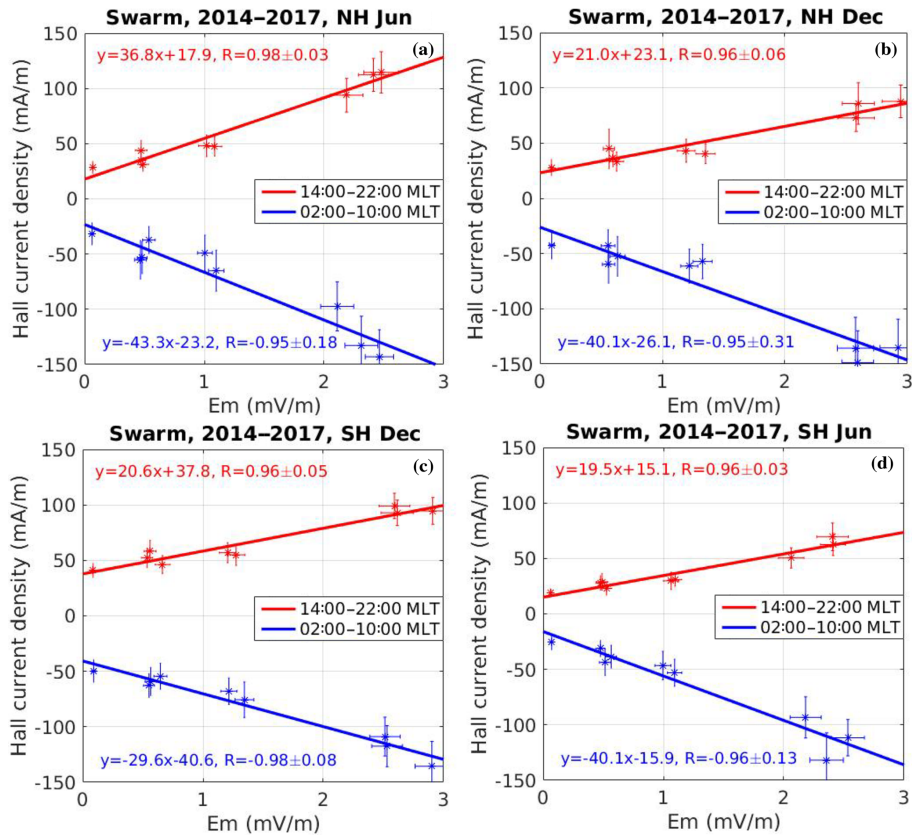 Swarm, 2014–2017, NH Jun
150
100
50
0
-50
-100
-150
Hall current density (mA/m)
y=36.8x+17.9, R=0.98±0.03
(a)
14:00–22:00 MLT
02:00–10:00 MLT
y=-43.3x-23.2, R=-0.95±0.18
0 1 2 3
Em (mV/m)
Swarm, 2014–2017, NH Dec
150
100
50
0
-50
-100
-150
Hall current density (mA/m)
y=21.0x+23.1, R=0.96±0.06
(b)
14:00–22:00 MLT
02:00–10:00 MLT
y=-40.1x-26.1, R=-0.95±0.31
0 1 2 3
Em (mV/m)
Swarm, 2014–2017, SH Dec
150
100
50
0
-50
-100
-150
Hall current density (mA/m)
y=20.6x+37.8, R=0.96±0.05
(c)
14:00–22:00 MLT
02:00–10:00 MLT
y=-29.6x-40.6, R=-0.98±0.08
0 1 2 3
Em (mV/m)
Swarm, 2014–2017, SH Jun
150
100
50
0
-50
-100
-150
Hall current density (mA/m)
y=19.5x+15.1, R=0.96±0.03
(d)
14:00–22:00 MLT
02:00–10:00 MLT
y=-40.1x-15.9, R=-0.96±0.13
0 1 2 3
Em (mV/m)